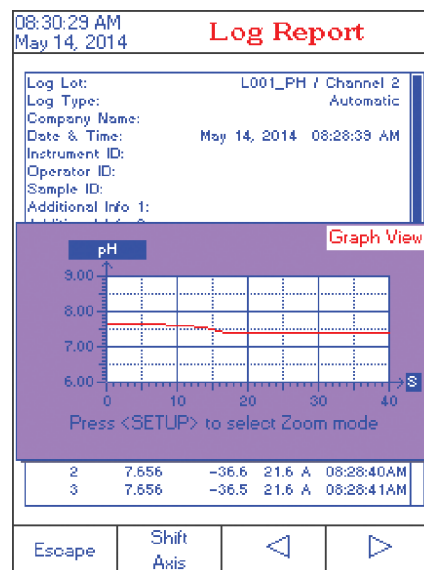 08:30:29 AM
May 14, 2014
Log Report
Log Lot: L001_PH / Channel 2
Log Type: Automatic
Company Name:
Date & Time: May 14, 2014 08:28:39 AM
Instrument ID:
Operator ID:
Sample ID:
Additional Info 1:
Graph View
pH
9.00
8.00
7.00
6.00
0 10 20 30 40
S
Press <SETUP> to select Zoom mode
2 7.656 -36.6 21.6 A 08:28:40AM
3 7.656 -36.5 21.6 A 08:28:41AM
Escape
Shift
Axis